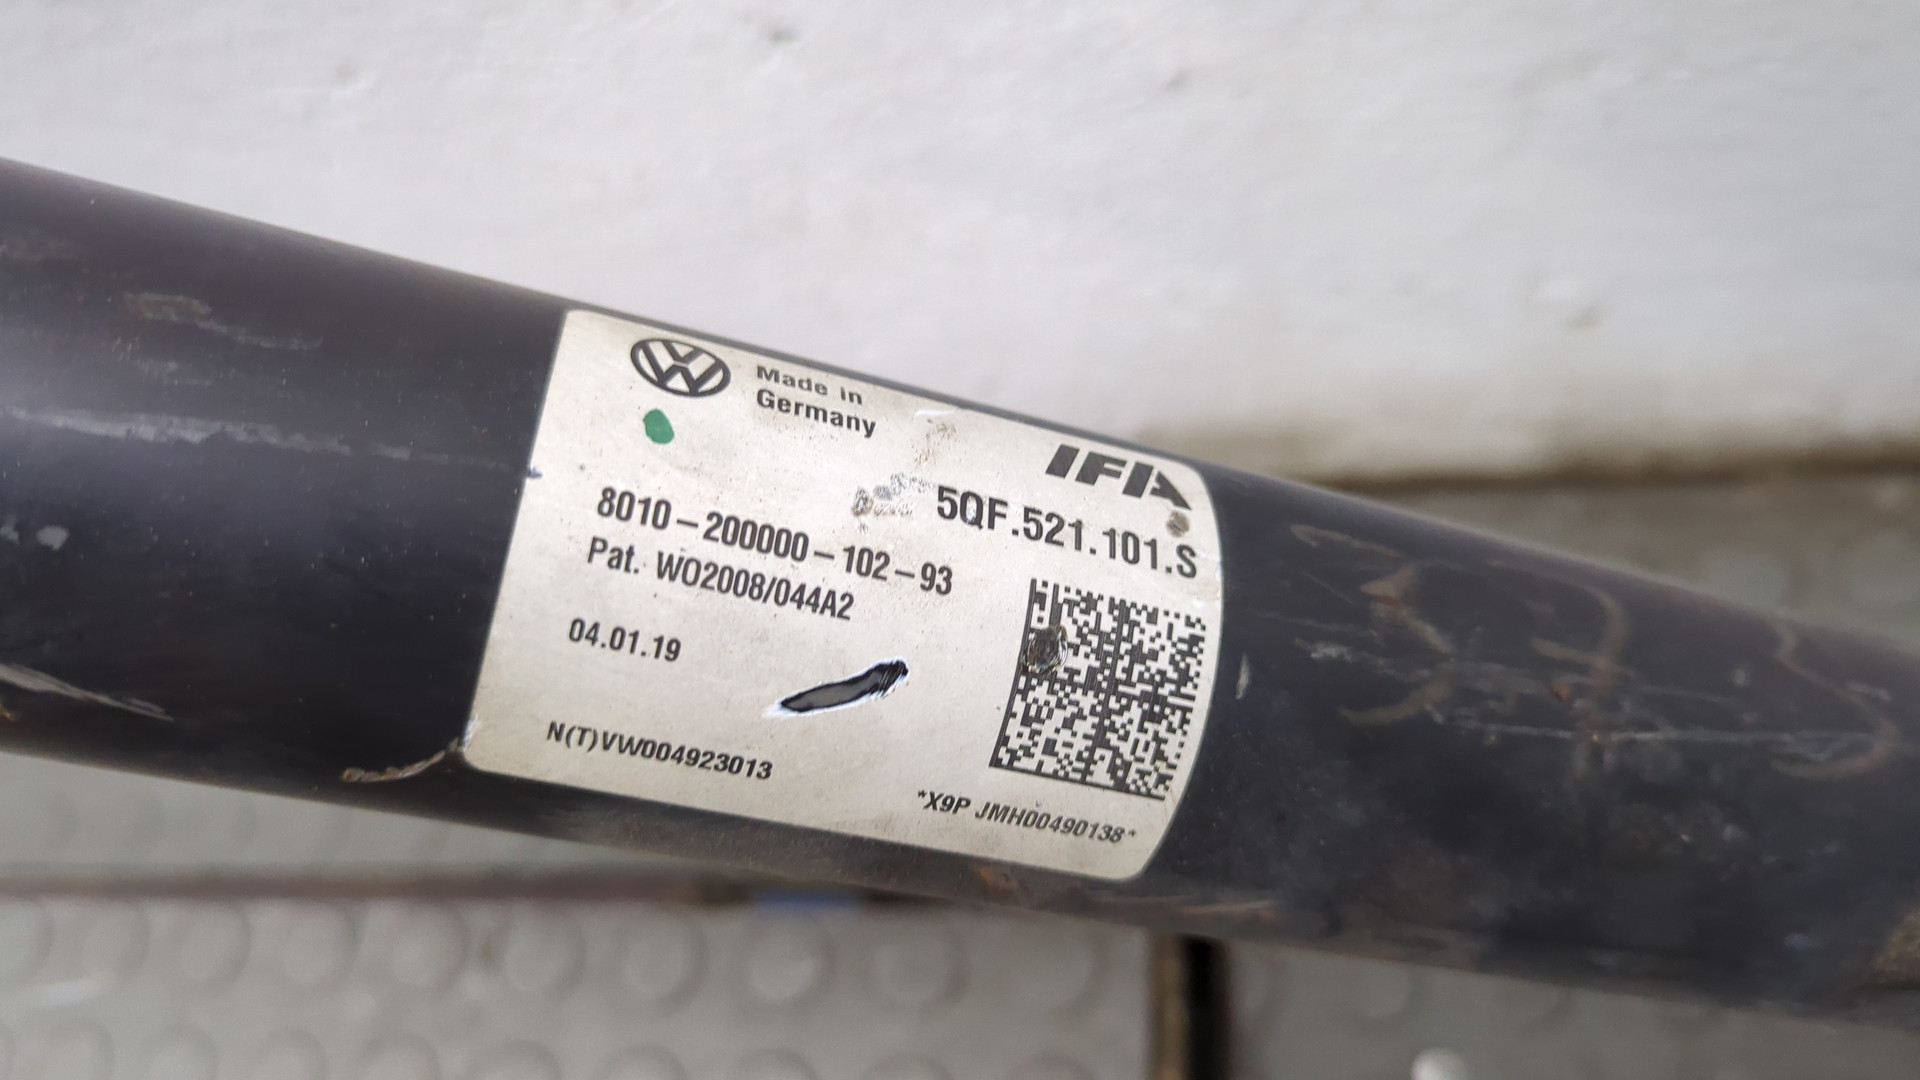 VW
Made in
Germany
IFA
5QF.521.101.S
8010-200000-102-93
Pat. WO2008/044A2
04.01.19
N(T)VW004923013
*X9P JMH00490138*